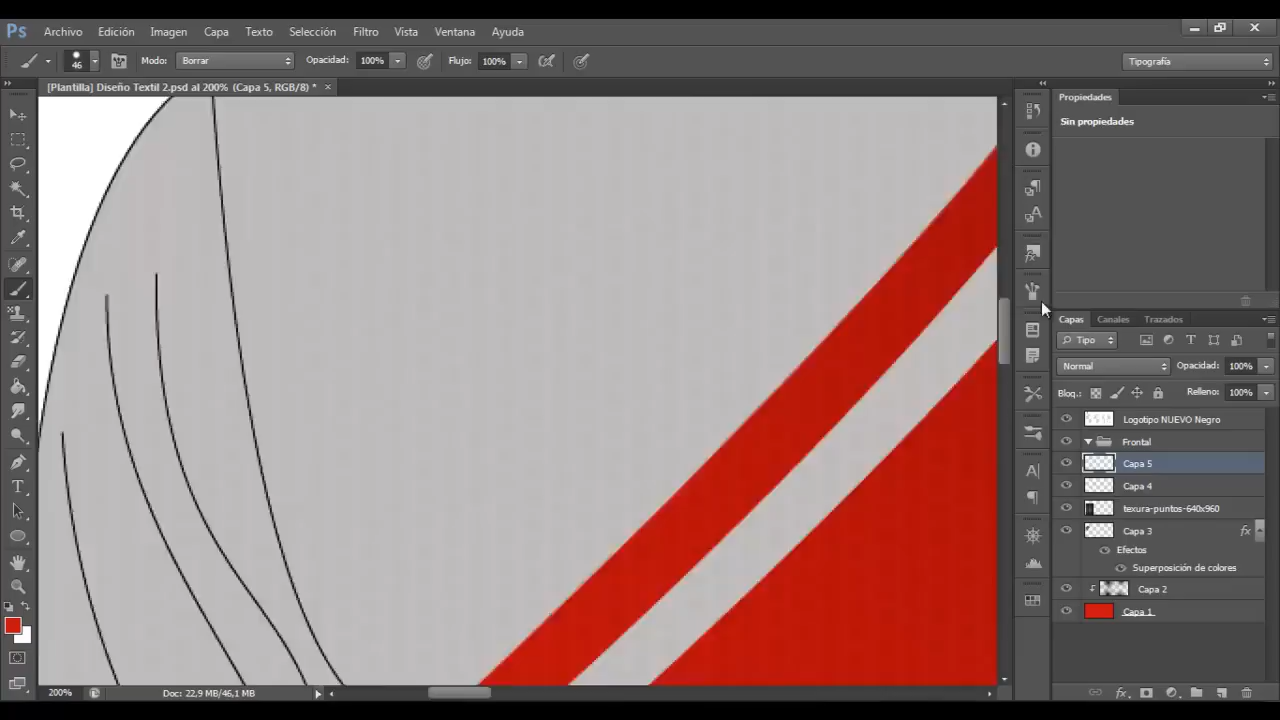 Ps Archivo Edición Imagen Capa Texto Selección Filtro Vista Ventana Ayuda
46 Modo: Borrar Opacidad: 100% Flujo: 100% Tipografía
[Plantilla] Diseño Textil 2.psd al 200% (Capa 5, RGB/8) * ×
Propiedades
Sin propiedades
Capas Canales Trazados
Tipo
Normal Opacidad: 100%
Bloq.: Relleno: 100%
Logotipo NUEVO Negro
Frontal
Capa 5
Capa 4
texura-puntos-640x960
Capa 3 fx
Efectos
Superposición de colores
Capa 2
Capa 1
200% Doc: 22,9 MB/46,1 MB